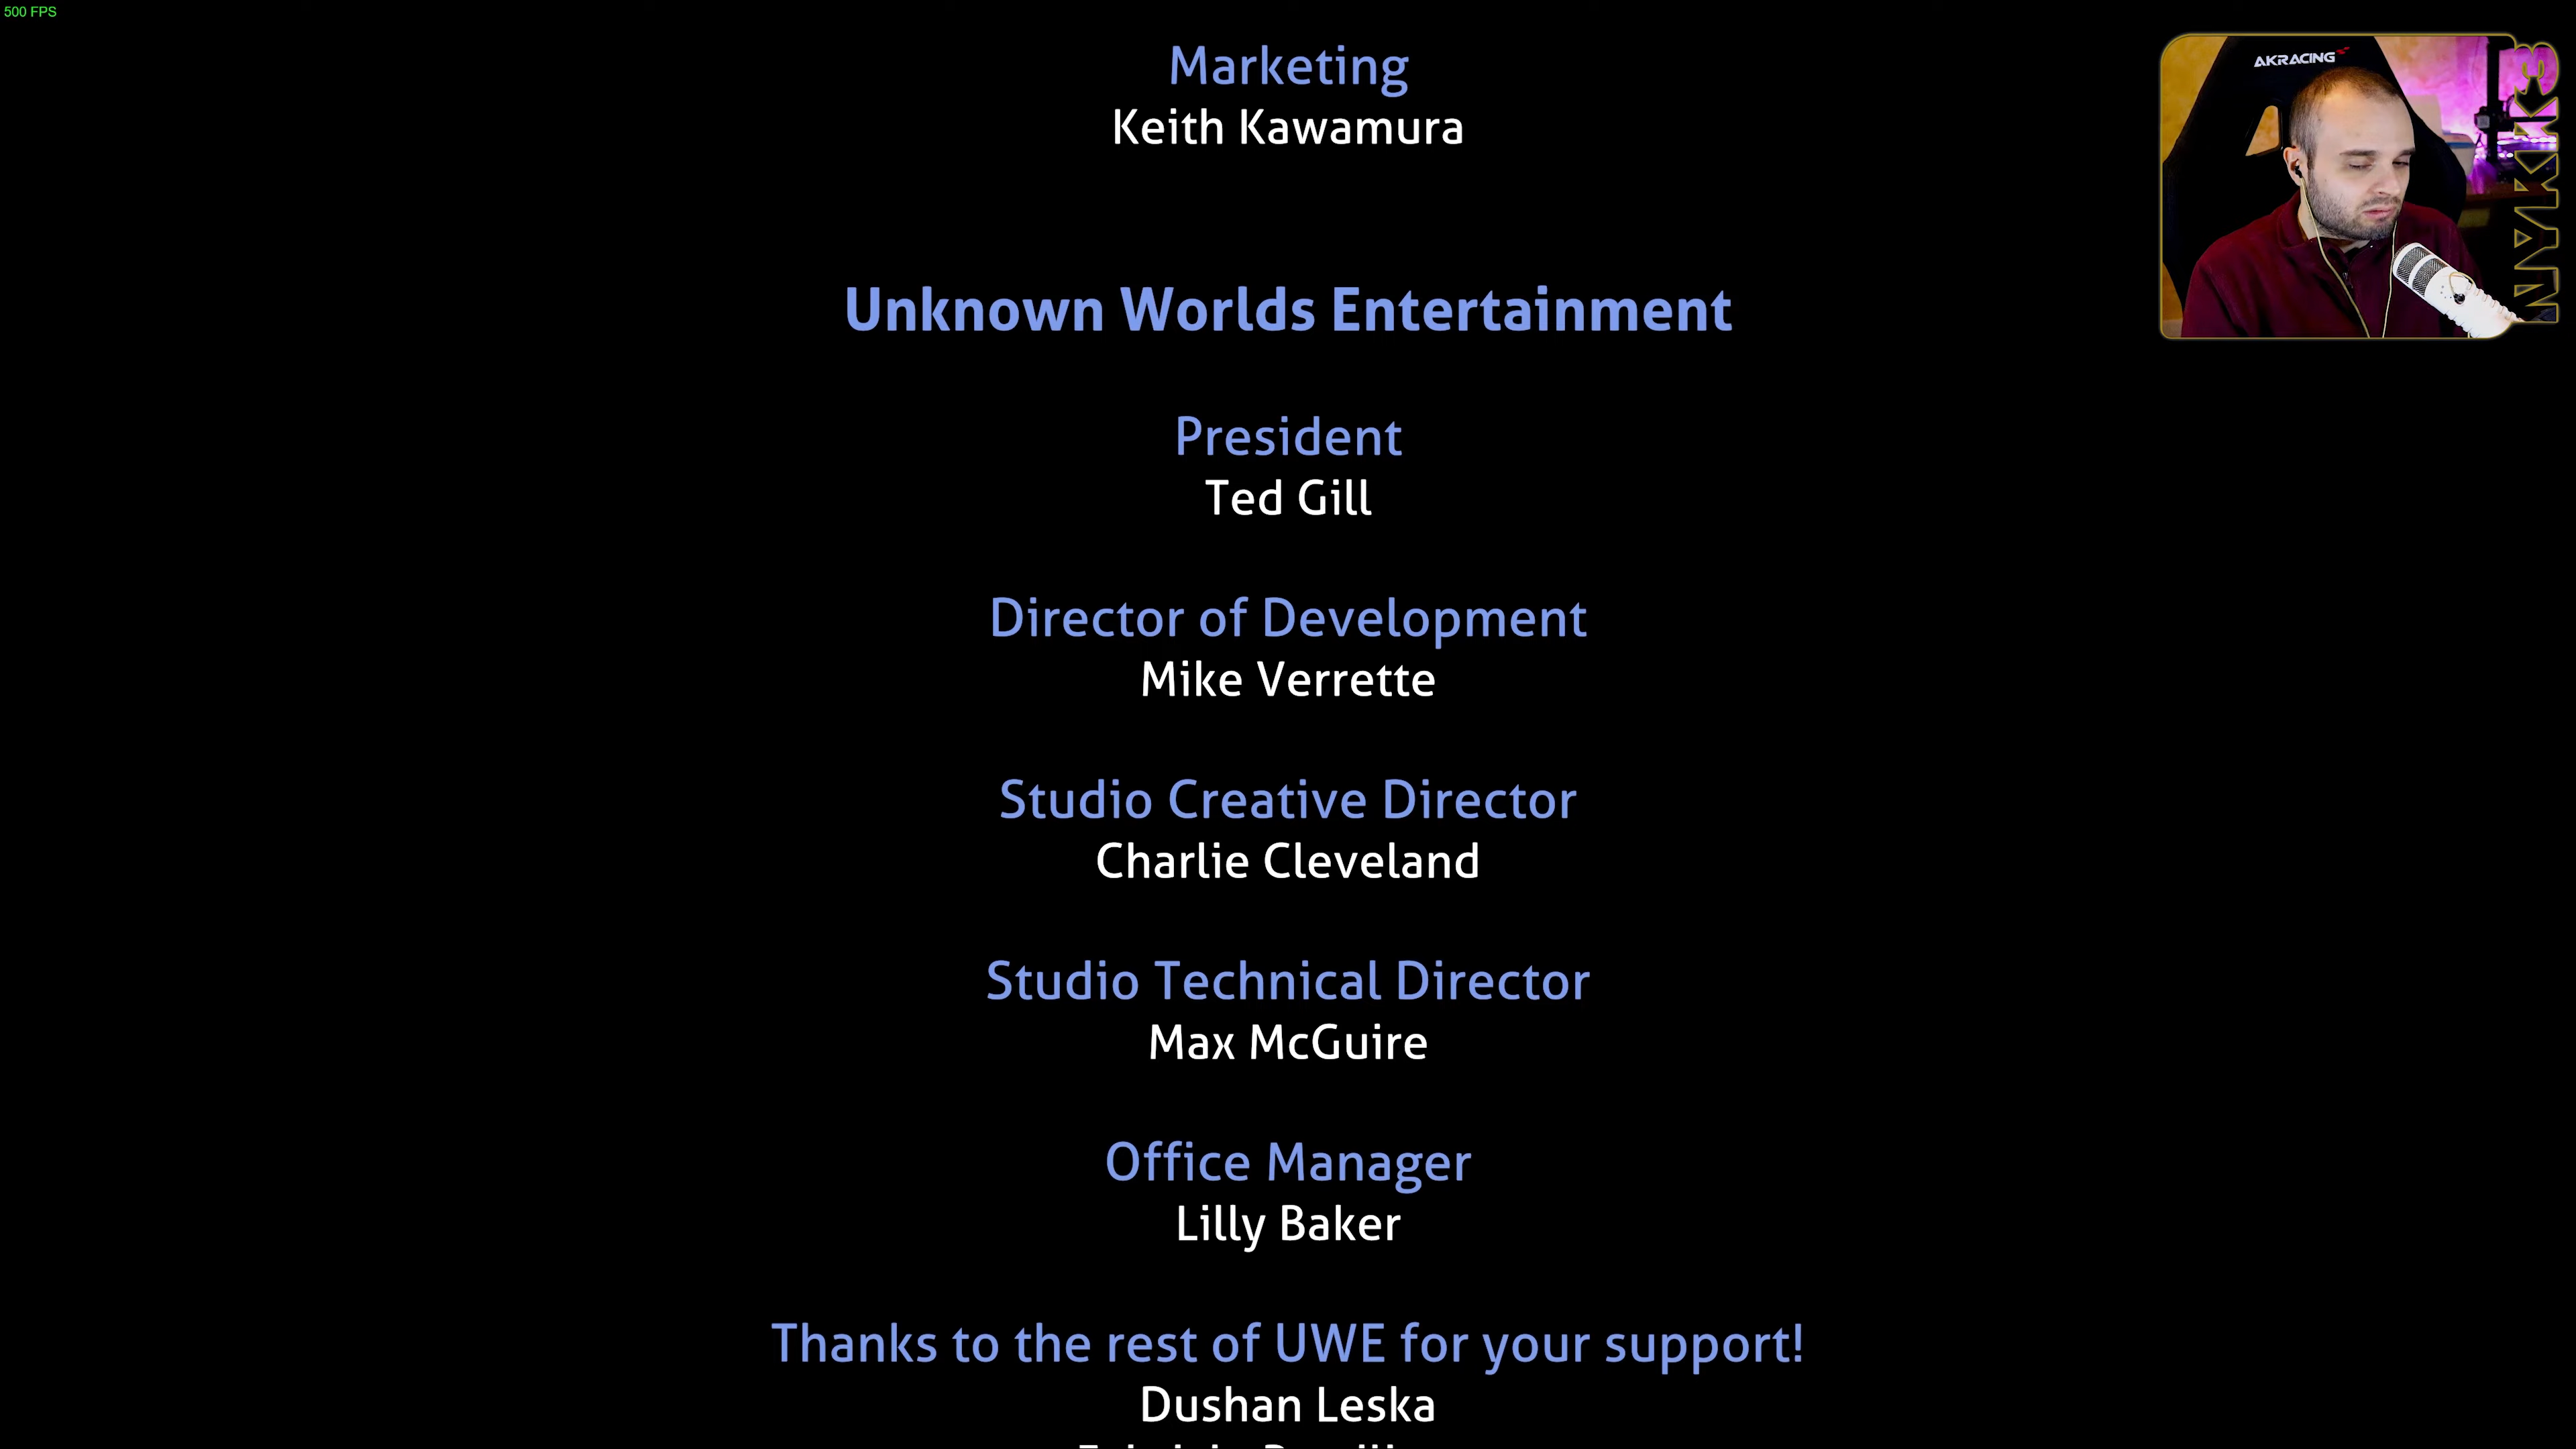 500 FPS
Marketing
Keith Kawamura
AKRACING
NYKK3
Unknown Worlds Entertainment
President
Ted Gill
Director of Development
Mike Verrette
Studio Creative Director
Charlie Cleveland
Studio Technical Director
Max McGuire
Office Manager
Lilly Baker
Thanks to the rest of UWE for your support!
Dushan Leska